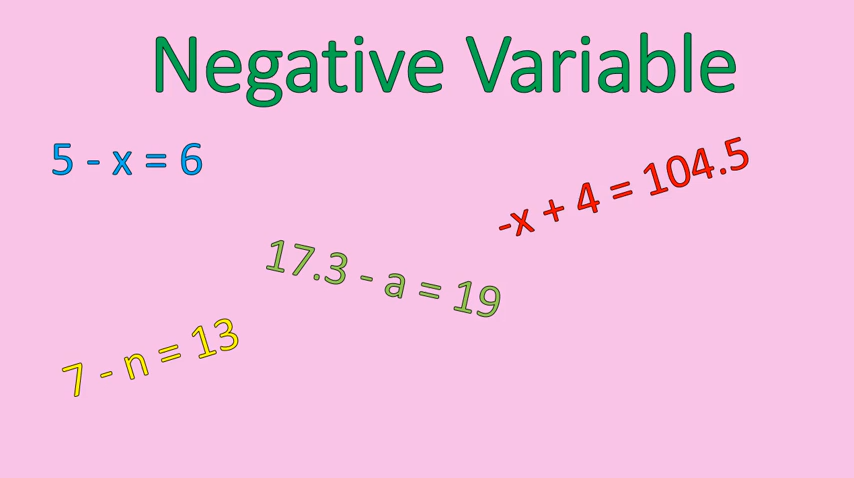 Negative Variable
5 - x = 6
-x + 4 = 104.5
17.3 - a = 19
7 - n = 13